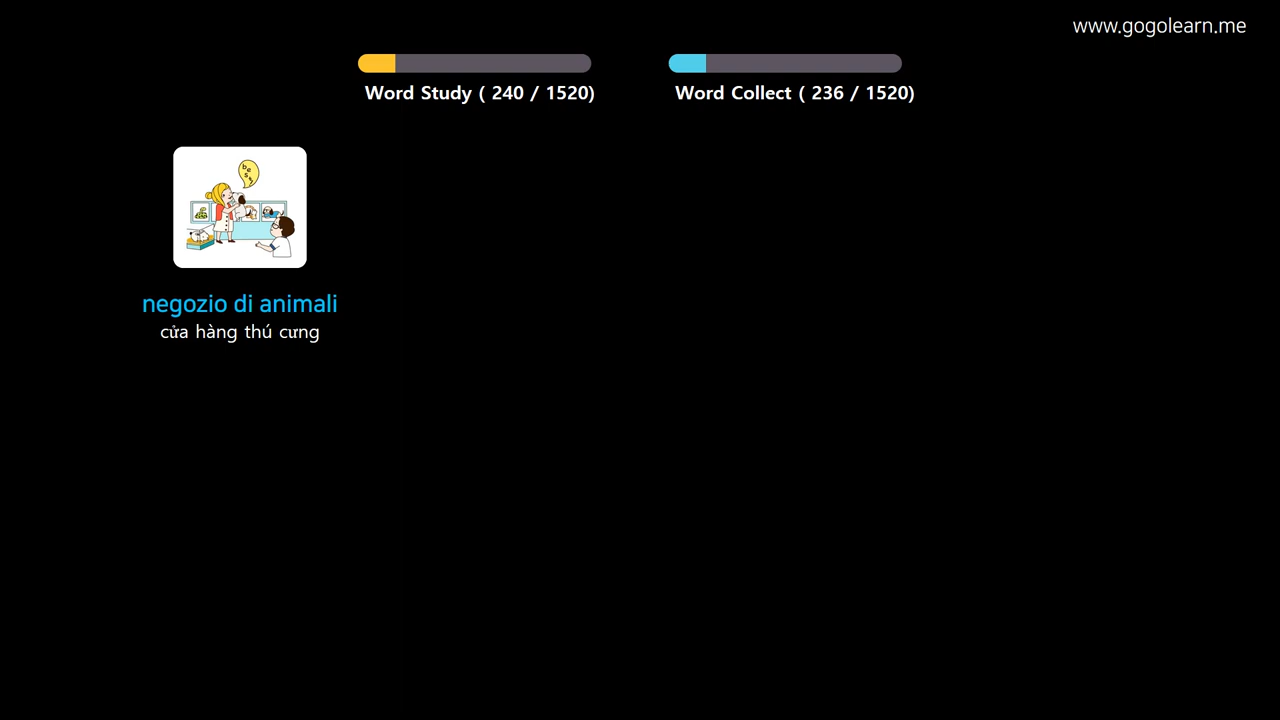 www.gogolearn.me
Word Study ( 240 / 1520)
Word Collect ( 236 / 1520)
negozio di animali
cửa hàng thú cưng